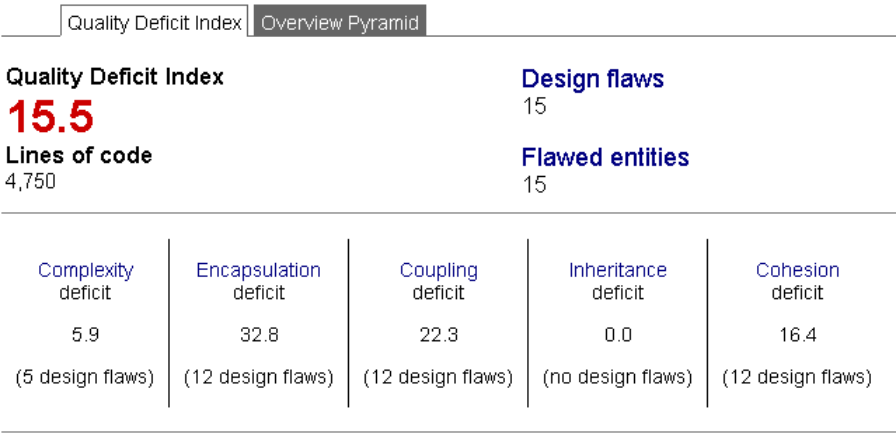 Quality Deficit Index Overview Pyramid
Quality Deficit Index
15.5
Lines of code
4,750
Design flaws
15
Flawed entities
15
Complexity
deficit
5.9
(5 design flaws)
Encapsulation
deficit
32.8
(12 design flaws)
Coupling
deficit
22.3
(12 design flaws)
Inheritance
deficit
0.0
(no design flaws)
Cohesion
deficit
16.4
(12 design flaws)